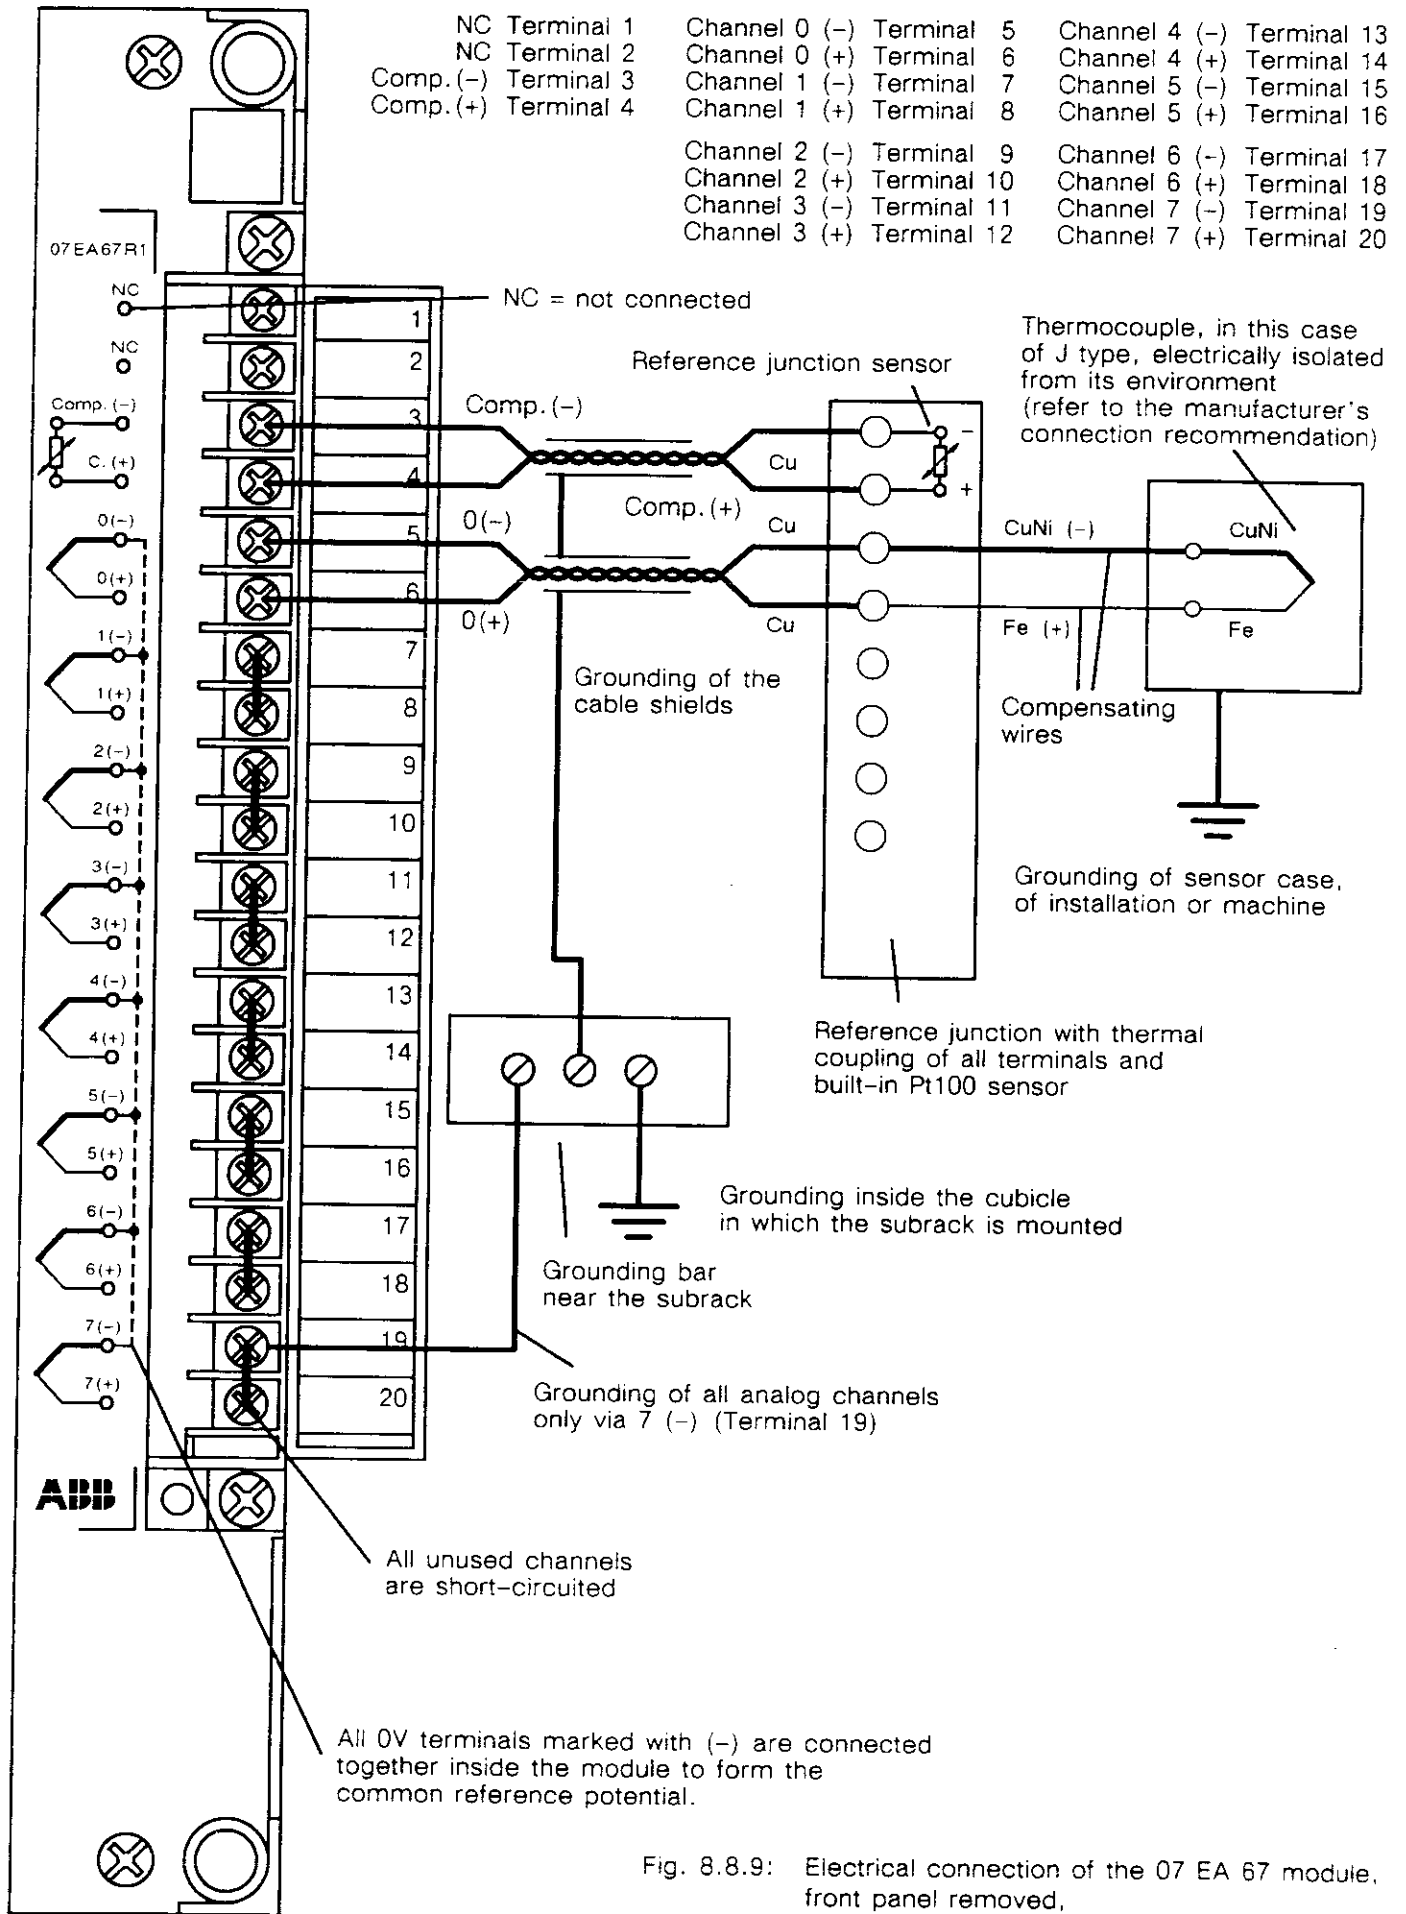 NC Terminal 1
NC Terminal 2
Comp. (-) Terminal 3
Comp. (+) Terminal 4
Channel 0 (-) Terminal 5
Channel 0 (+) Terminal 6
Channel 1 (-) Terminal 7
Channel 1 (+) Terminal 8
Channel 2 (-) Terminal 9
Channel 2 (+) Terminal 10
Channel 3 (-) Terminal 11
Channel 3 (+) Terminal 12
Channel 4 (-) Terminal 13
Channel 4 (+) Terminal 14
Channel 5 (-) Terminal 15
Channel 5 (+) Terminal 16
Channel 6 (-) Terminal 17
Channel 6 (+) Terminal 18
Channel 7 (-) Terminal 19
Channel 7 (+) Terminal 20
07EA67R1
NC
NC
Comp. (-)
C. (+)
0(-)
0(+)
1(-)
1(+)
2(-)
2(+)
3(-)
3(+)
4(-)
4(+)
5(-)
5(+)
6(-)
6(+)
7(-)
7(+)
ABB
1
2
3
4
5
6
7
8
9
10
11
12
13
14
15
16
17
18
19
20
NC = not connected
Reference junction sensor
Thermocouple, in this case
of J type, electrically isolated
from its environment
(refer to the manufacturer's
connection recommendation)
Comp. (-)
Cu
-
+
Comp. (+)
0(-)
Cu
CuNi (-)
CuNi
0(+)
Cu
Fe (+)
Fe
Grounding of the
cable shields
Compensating
wires
Grounding of sensor case,
of installation or machine
Reference junction with thermal
coupling of all terminals and
built-in Pt100 sensor
Grounding inside the cubicle
in which the subrack is mounted
Grounding bar
near the subrack
Grounding of all analog channels
only via 7 (-) (Terminal 19)
All unused channels
are short-circuited
All 0V terminals marked with (-) are connected
together inside the module to form the
common reference potential.
Fig. 8.8.9: Electrical connection of the 07 EA 67 module,
front panel removed,